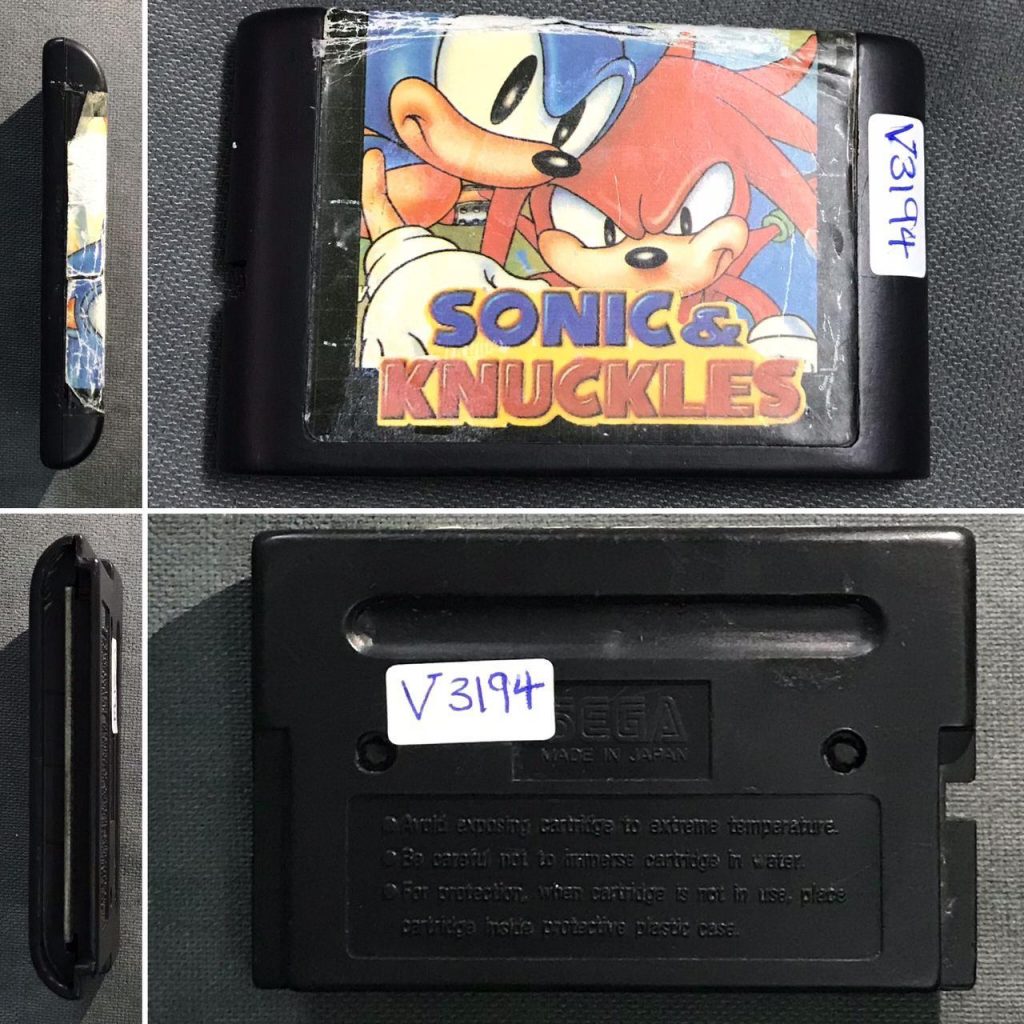 SONIC &
KNUCKLES
V3194
V3194
SEGA
MADE IN JAPAN
Avoid exposing cartridge to extreme temperature.
Be careful not to immerse cartridge in water.
For protection, when cartridge is not in use, place
cartridge inside protective plastic case.